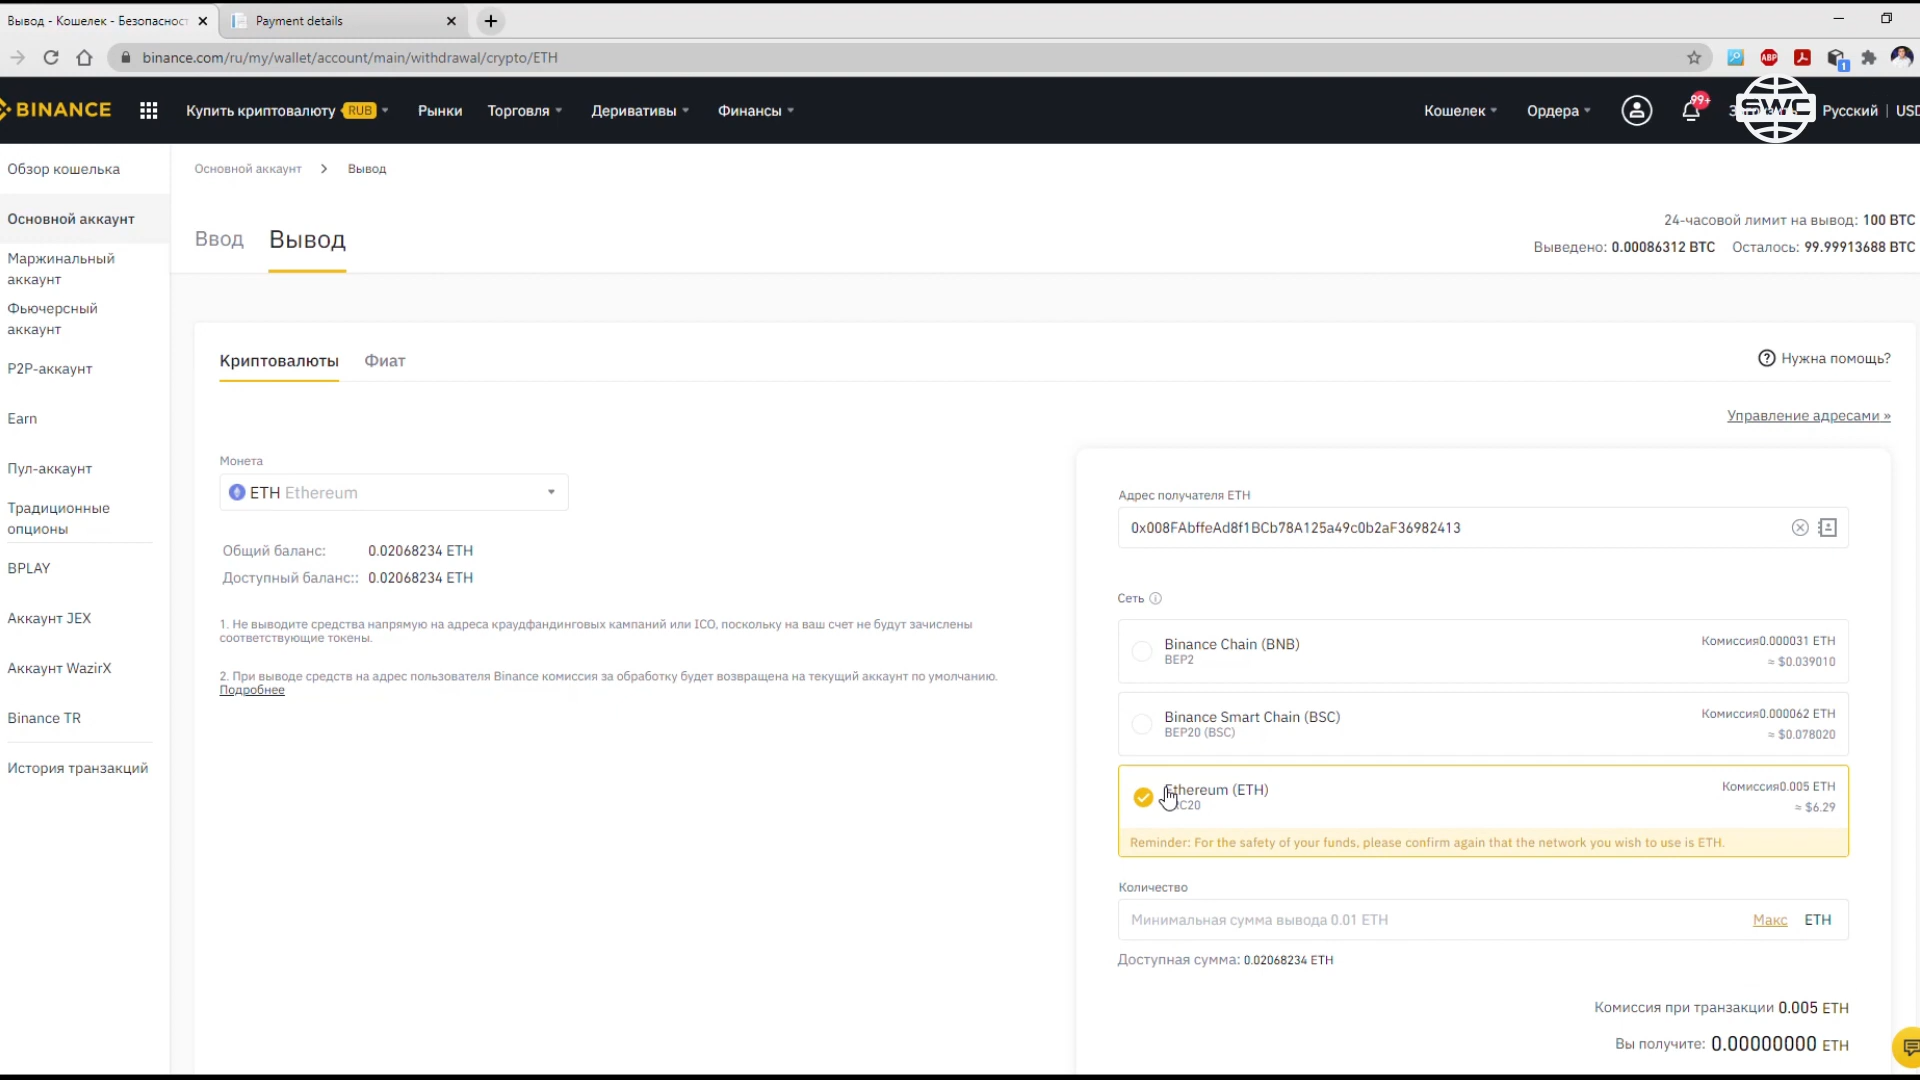 Вывод - Кошелек - Безопасност
Payment details
binance.com/ru/my/wallet/account/main/withdrawal/crypto/ETH
ABP
1
BINANCE
Купить криптовалюту RUB
Рынки
Торговля
Деривативы
Финансы
Кошелек
Ордера
99+
SWC
Русский | USD
Обзор кошелька
Основной аккаунт
Маржинальный
аккаунт
Фьючерсный
аккаунт
P2P-аккаунт
Earn
Пул-аккаунт
Традиционные
опционы
BPLAY
Аккаунт JEX
Аккаунт WazirX
Binance TR
История транзакций
Основной аккаунт > Вывод
Ввод Вывод
24-часовой лимит на вывод: 100 BTC
Выведено: 0.00086312 BTC Осталось: 99.99913688 BTC
Криптовалюты Фиат
Нужна помощь?
Управление адресами »
Монета
ETH Ethereum
Общий баланс: 0.02068234 ETH
Доступный баланс:: 0.02068234 ETH
1. Не выводите средства напрямую на адреса краудфандинговых кампаний или ICO, поскольку на ваш счет не будут зачислены
соответствующие токены.
2. При выводе средств на адрес пользователя Binance комиссия за обработку будет возвращена на текущий аккаунт по умолчанию.
Подробнее
Адрес получателя ETH
0x008FAbffeAd8f1BCb78A125a49c0b2aF36982413
Сеть
Binance Chain (BNB) Комиссия0.000031 ETH
BEP2 ≈ $0.039010
Binance Smart Chain (BSC) Комиссия0.000062 ETH
BEP20 (BSC) ≈ $0.078020
Ethereum (ETH) Комиссия0.005 ETH
≈ $6.29
Reminder: For the safety of your funds, please confirm again that the network you wish to use is ETH.
Количество
Минимальная сумма вывода 0.01 ETH Макс ETH
Доступная сумма: 0.02068234 ETH
Комиссия при транзакции 0.005 ETH
Вы получите: 0.00000000 ETH